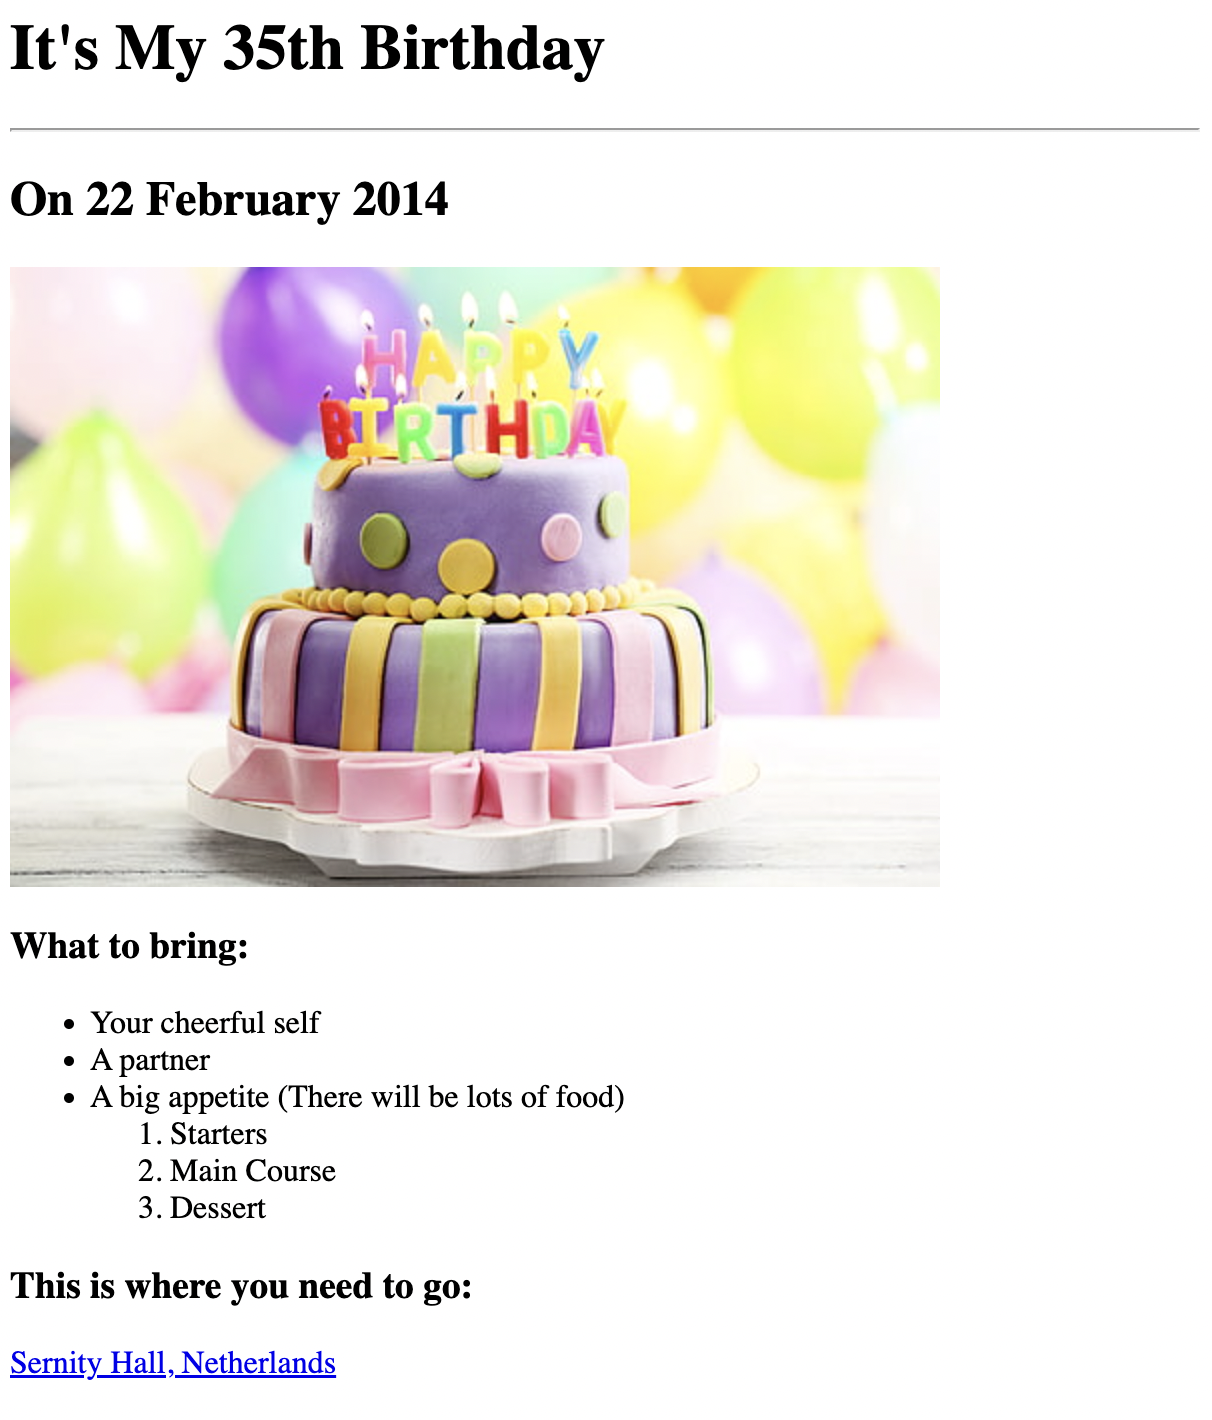 It's My 35th Birthday
On 22 February 2014
HAPPY
BIRTHDAY
What to bring:
• Your cheerful self
• A partner
• A big appetite (There will be lots of food)
1. Starters
2. Main Course
3. Dessert
This is where you need to go:
Sernity Hall, Netherlands